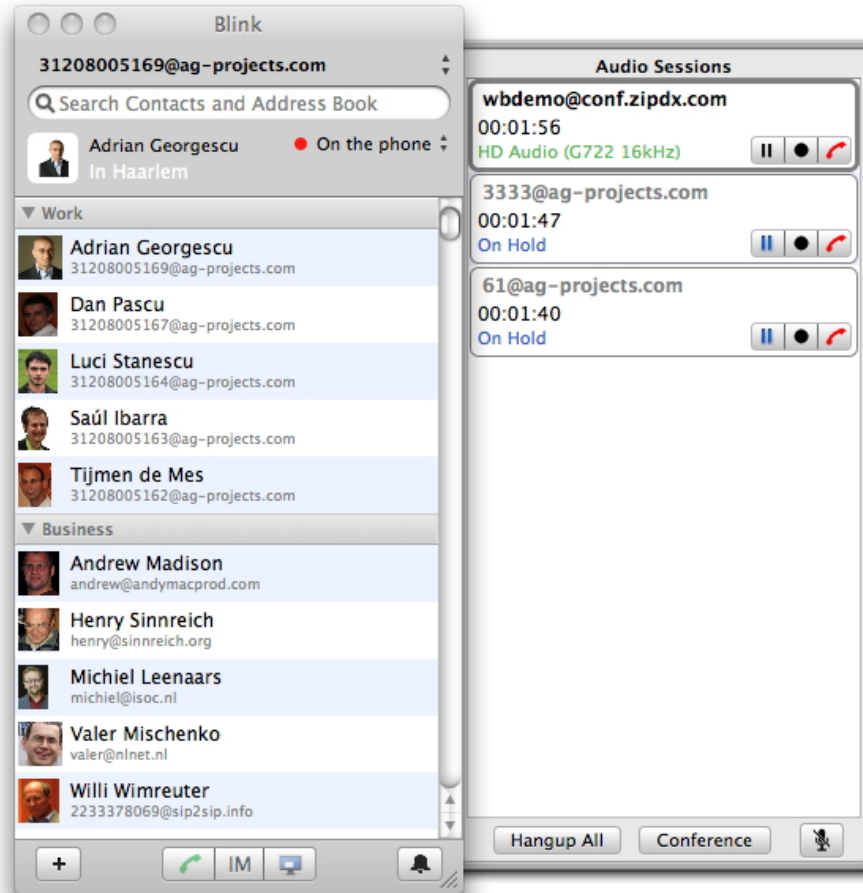 Blink
31208005169@ag-projects.com
Search Contacts and Address Book
Adrian Georgescu
On the phone
In Haarlem
Work
Adrian Georgescu
31208005169@ag-projects.com
Dan Pascu
31208005167@ag-projects.com
Luci Stanescu
31208005164@ag-projects.com
Saúl Ibarra
31208005163@ag-projects.com
Tijmen de Mes
31208005162@ag-projects.com
Business
Andrew Madison
andrew@andymacprod.com
Henry Sinnreich
henry@sinnreich.org
Michiel Leenaars
michiel@isoc.nl
Valer Mischenko
valer@nlnet.nl
Willi Wimreuter
2233378069@sip2sip.info
IM
Audio Sessions
wbdemo@conf.zipdx.com
00:01:56
HD Audio (G722 16kHz)
3333@ag-projects.com
00:01:47
On Hold
61@ag-projects.com
00:01:40
On Hold
Hangup All
Conference